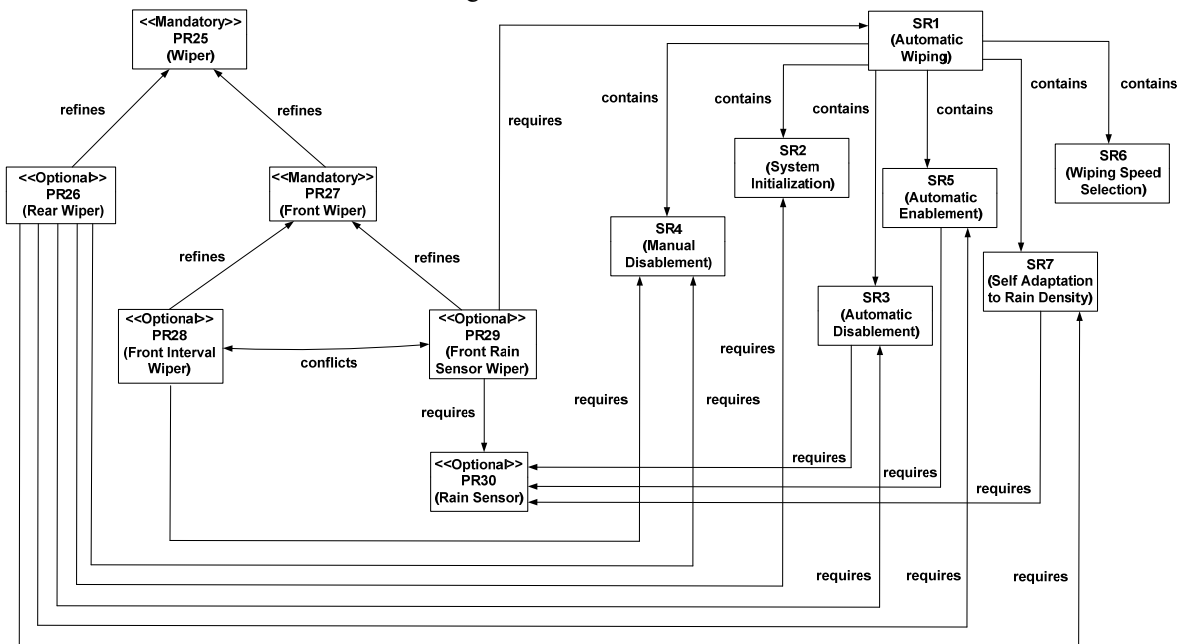 <<Mandatory>>
PR25
(Wiper)
SR1
(Automatic
Wiping)
refines
refines
requires
contains
contains
contains
contains
contains
contains
<<Optional>>
PR26
(Rear Wiper)
<<Mandatory>>
PR27
(Front Wiper)
SR2
(System
Initialization)
SR5
(Automatic
Enablement)
SR6
(Wiping Speed
Selection)
SR4
(Manual
Disablement)
SR7
(Self Adaptation
to Rain Density)
SR3
(Automatic
Disablement)
refines
refines
<<Optional>>
PR28
(Front Interval
Wiper)
conflicts
<<Optional>>
PR29
(Front Rain
Sensor Wiper)
requires
requires
requires
requires
<<Optional>>
PR30
(Rain Sensor)
requires
requires
requires
requires
requires
requires